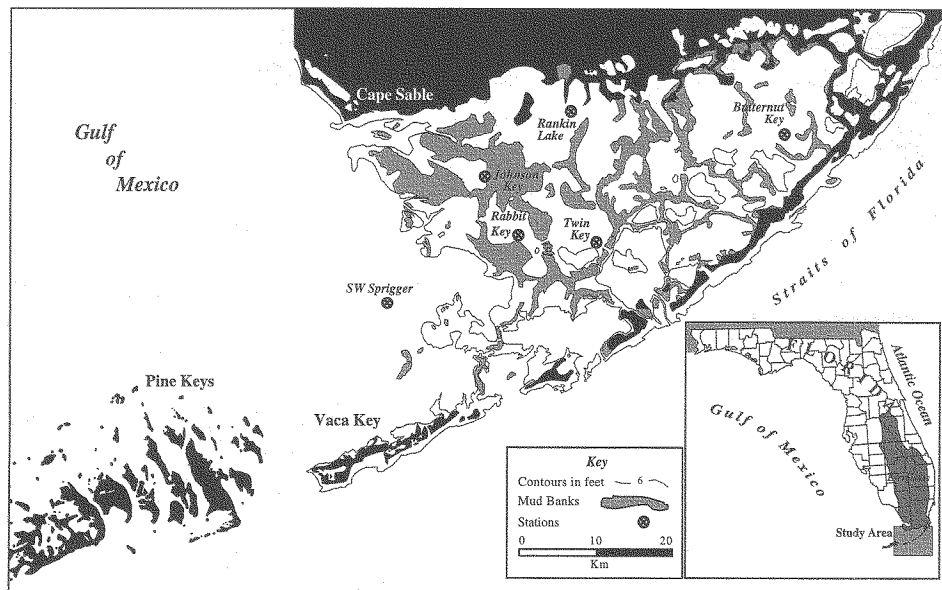 Cape Sable
Gulf
of
Mexico
Rankin
Lake
Butternut
Key
Johnson
Key
Rabbit
Key
Twin
Key
SW Sprigger
Straits of Florida
Pine Keys
Vaca Key
Key
Contours in feet 6
Mud Banks
Stations
0 10 20
Km
FLORIDA
Atlantic Ocean
Gulf of Mexico
Study Area